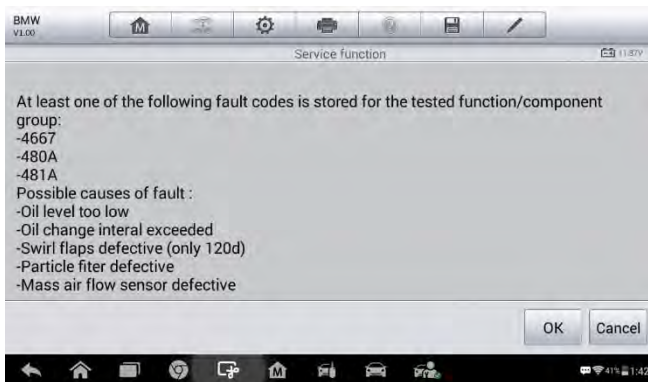 BMW
V1.00
Service function
11.87V
At least one of the following fault codes is stored for the tested function/component
group:
-4667
-480A
-481A
Possible causes of fault :
-Oil level too low
-Oil change interal exceeded
-Swirl flaps defective (only 120d)
-Particle fiter defective
-Mass air flow sensor defective
OK Cancel
41% 1:42